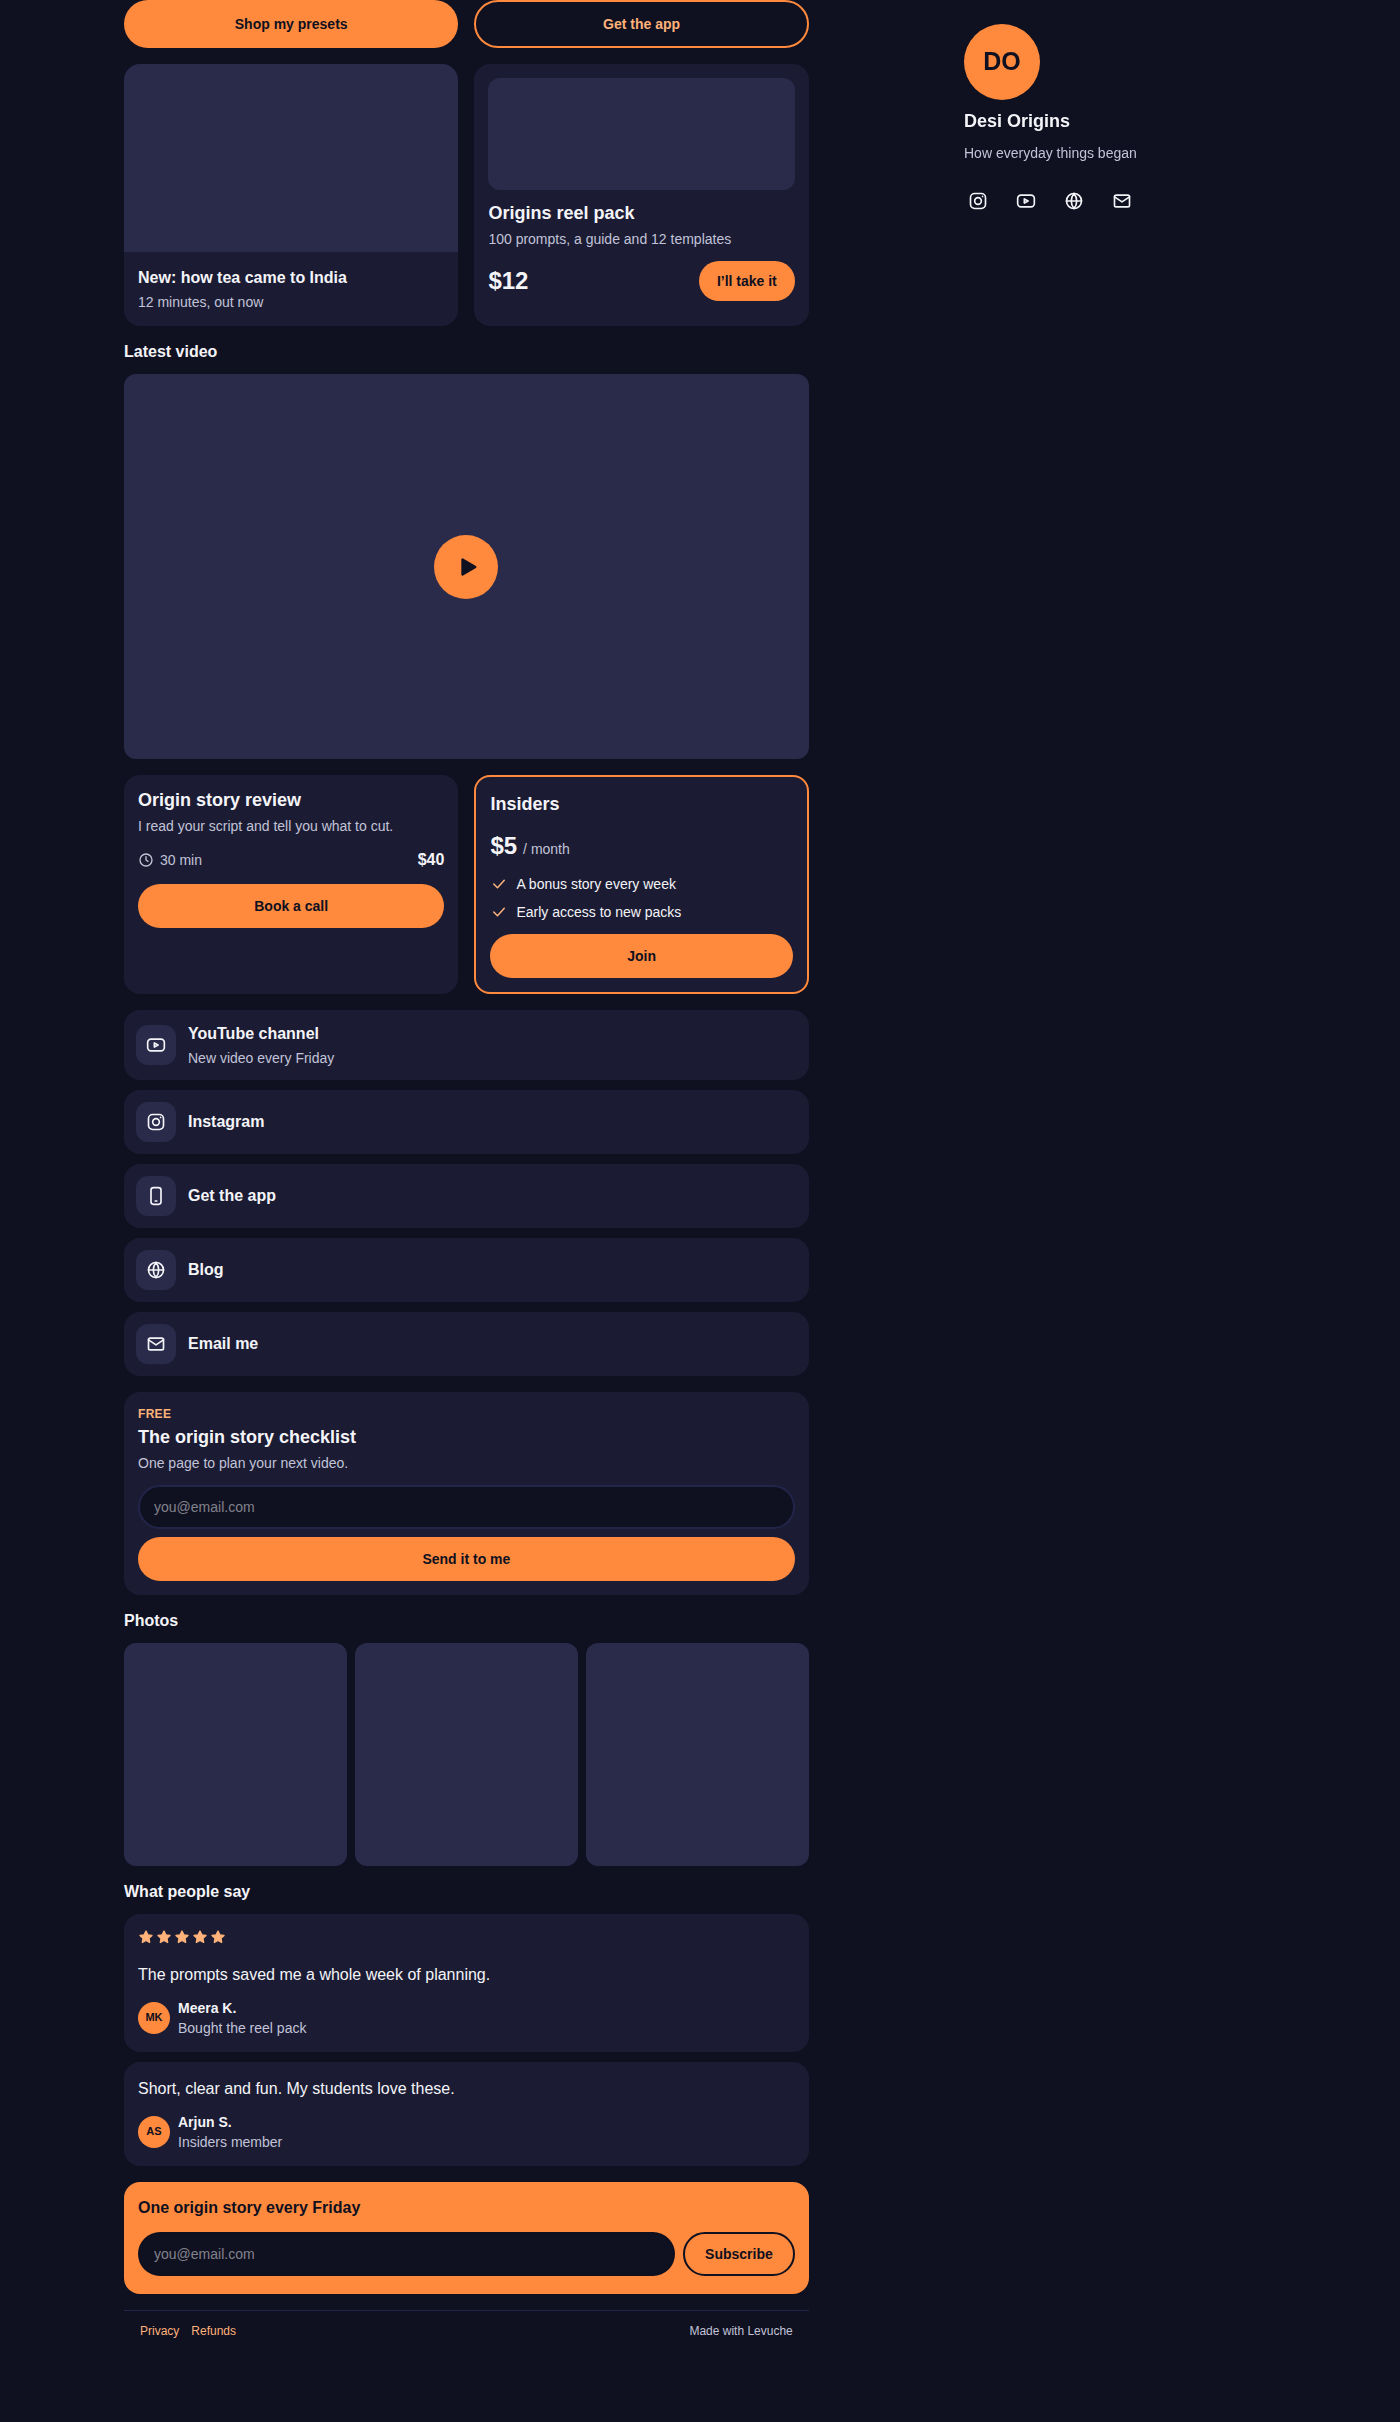 Shop my presets
Get the app
DO
Desi Origins
How everyday things began
New: how tea came to India
12 minutes, out now
Origins reel pack
100 prompts, a guide and 12 templates
$12
I’ll take it
Latest video
Origin story review
I read your script and tell you what to cut.
30 min
$40
Book a call
Insiders
$5 / month
A bonus story every week
Early access to new packs
Join
YouTube channel
New video every Friday
Instagram
Get the app
Blog
Email me
FREE
The origin story checklist
One page to plan your next video.
you@email.com
Send it to me
Photos
What people say
The prompts saved me a whole week of planning.
MK
Meera K.
Bought the reel pack
Short, clear and fun. My students love these.
AS
Arjun S.
Insiders member
One origin story every Friday
you@email.com
Subscribe
Privacy
Refunds
Made with Levuche